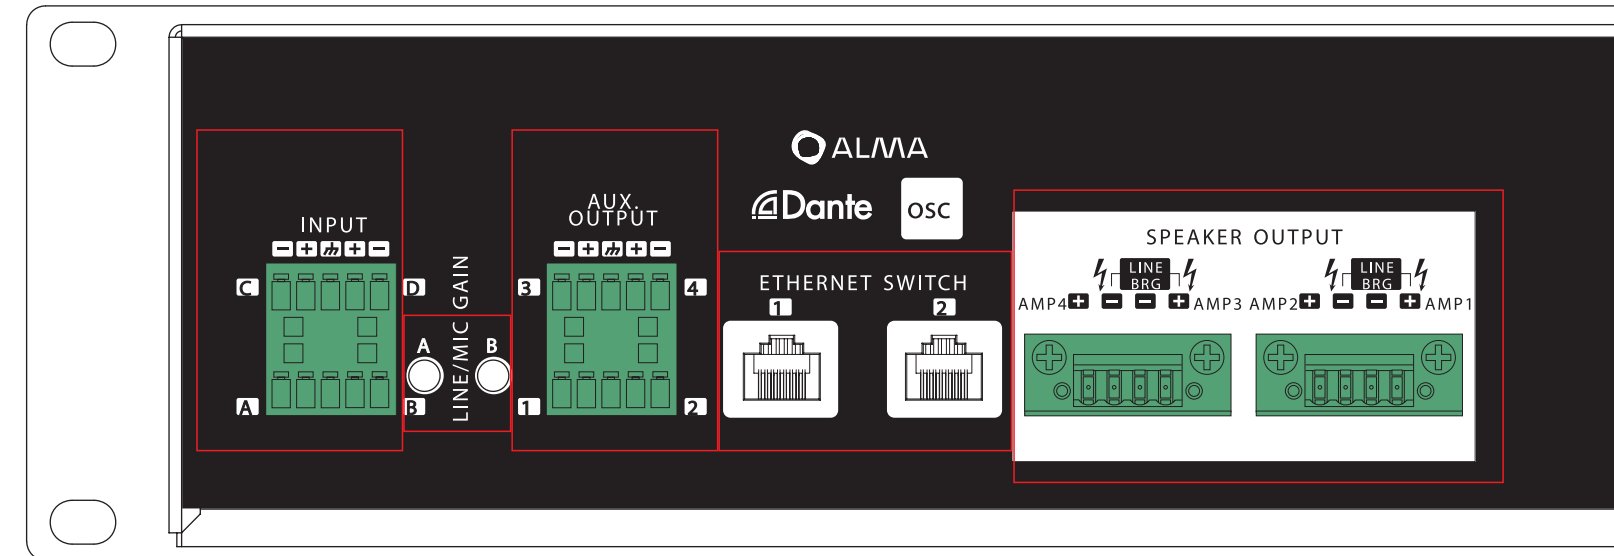 ALMA
Dante
OSC
INPUT
− + + −
C D
A B
LINE/MIC GAIN
A B
AUX.
OUTPUT
− + + −
3 4
1 2
ETHERNET SWITCH
1 2
SPEAKER OUTPUT
LINE
BRG
AMP4 + − − + AMP3
LINE
BRG
AMP2 + − − + AMP1